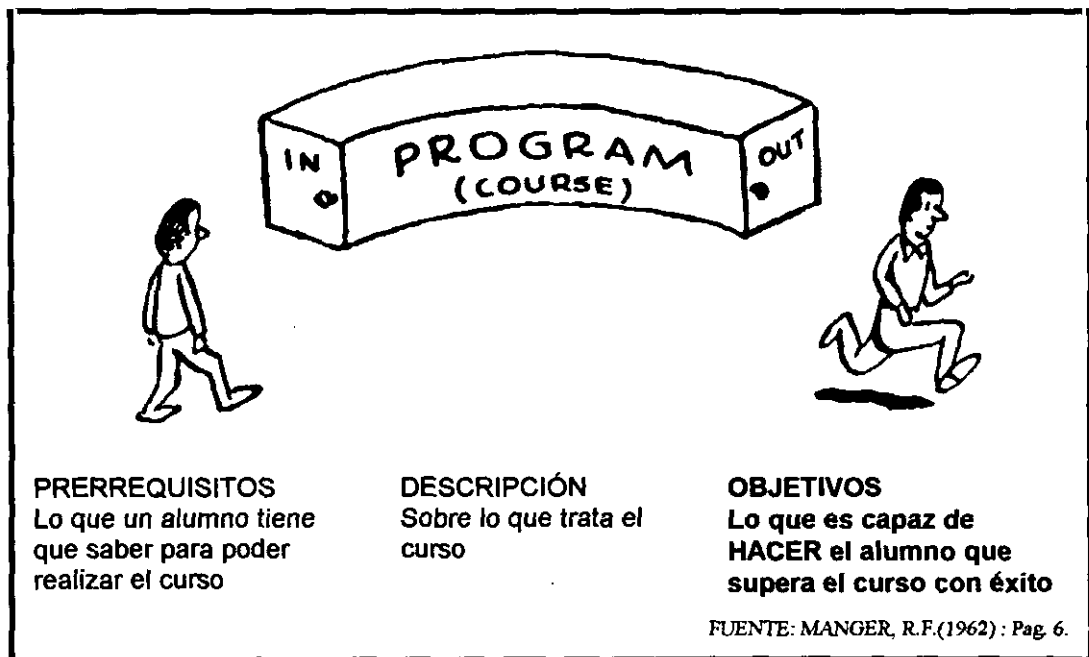 IN
PROGRAM
(COURSE)
OUT
PRERREQUISITOS
Lo que un alumno tiene
que saber para poder
realizar el curso
DESCRIPCIÓN
Sobre lo que trata el
curso
OBJETIVOS
Lo que es capaz de
HACER el alumno que
supera el curso con éxito
FUENTE: MANGER, R.F.(1962) : Pag. 6.